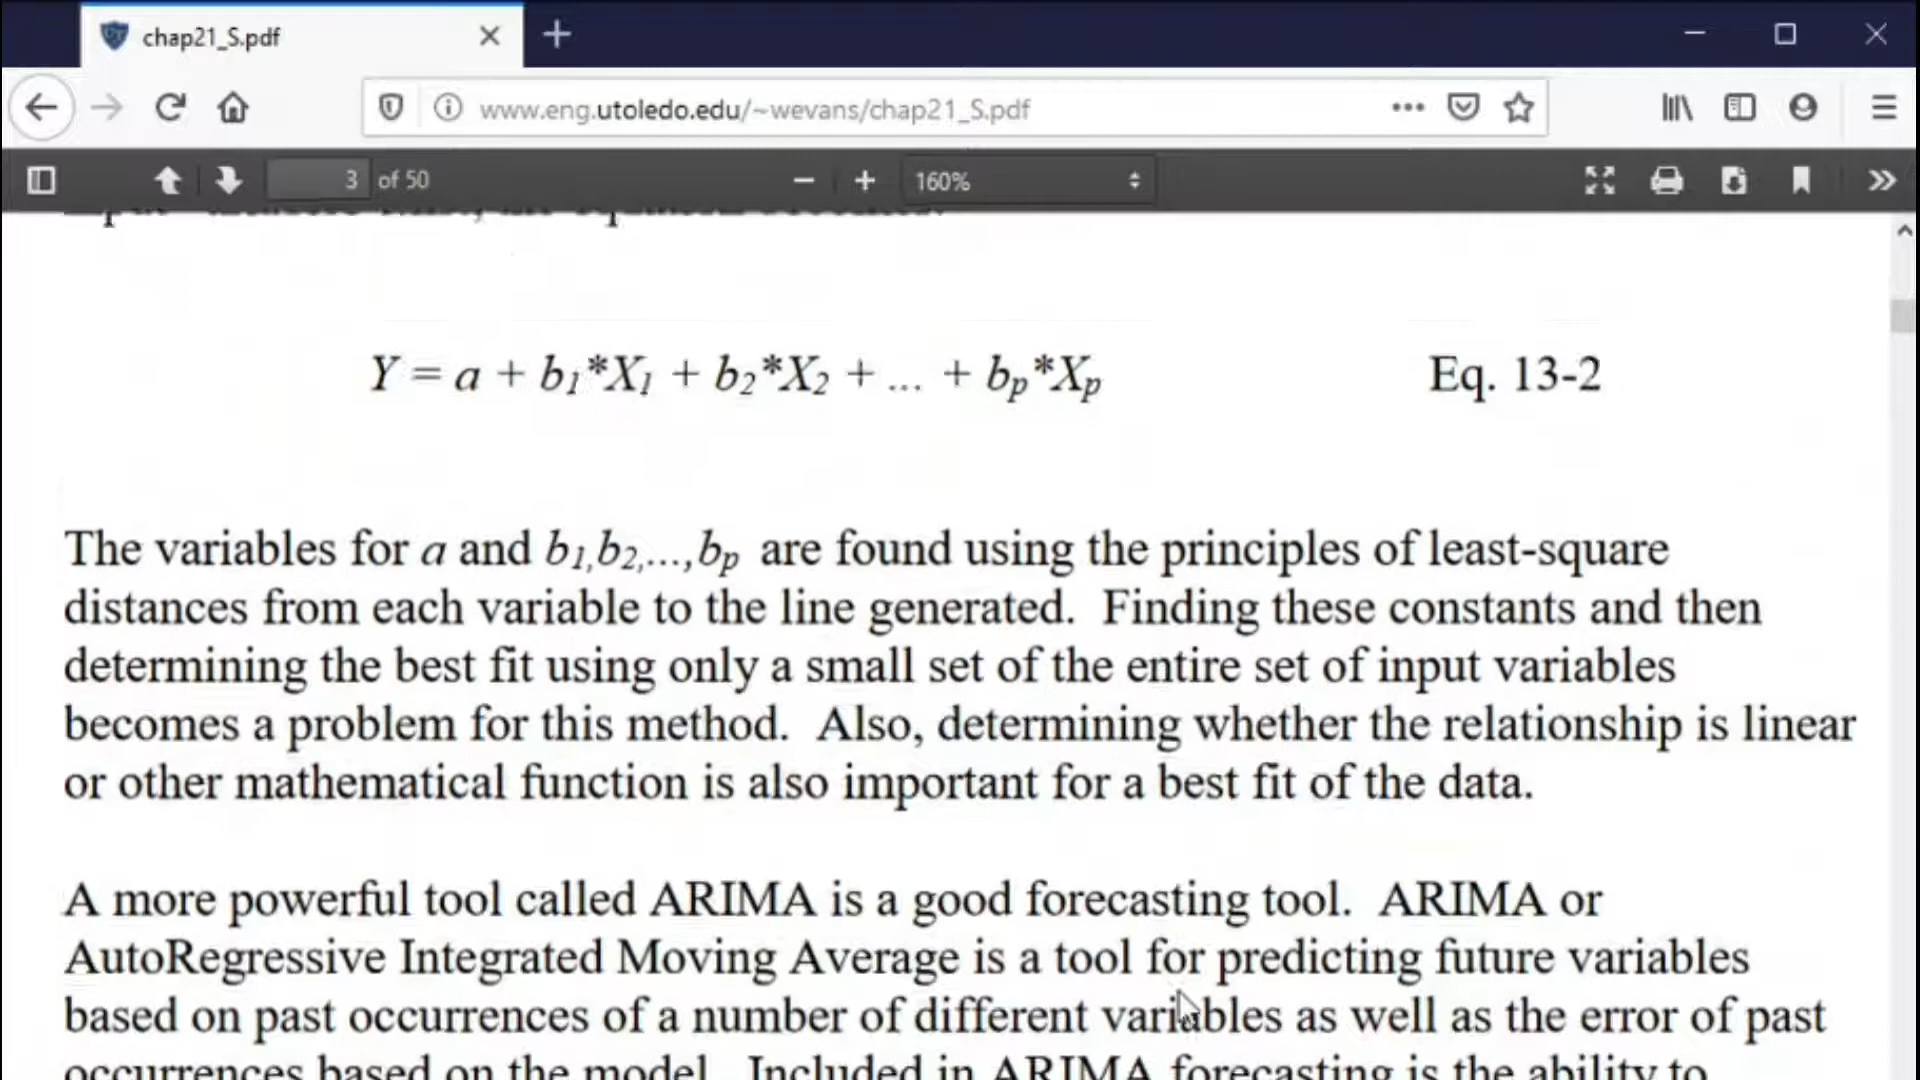 chap21_S.pdf
www.eng.utoledo.edu/~wevans/chap21_S.pdf
3 of 50
160%
Y = a + b1*X1 + b2*X2 + ... + bp*Xp Eq. 13-2
The variables for a and b1,b2,...,bp are found using the principles of least-square
distances from each variable to the line generated. Finding these constants and then
determining the best fit using only a small set of the entire set of input variables
becomes a problem for this method. Also, determining whether the relationship is linear
or other mathematical function is also important for a best fit of the data.
A more powerful tool called ARIMA is a good forecasting tool. ARIMA or
AutoRegressive Integrated Moving Average is a tool for predicting future variables
based on past occurrences of a number of different variables as well as the error of past
occurrences based on the model. Included in ARIMA forecasting is the ability to